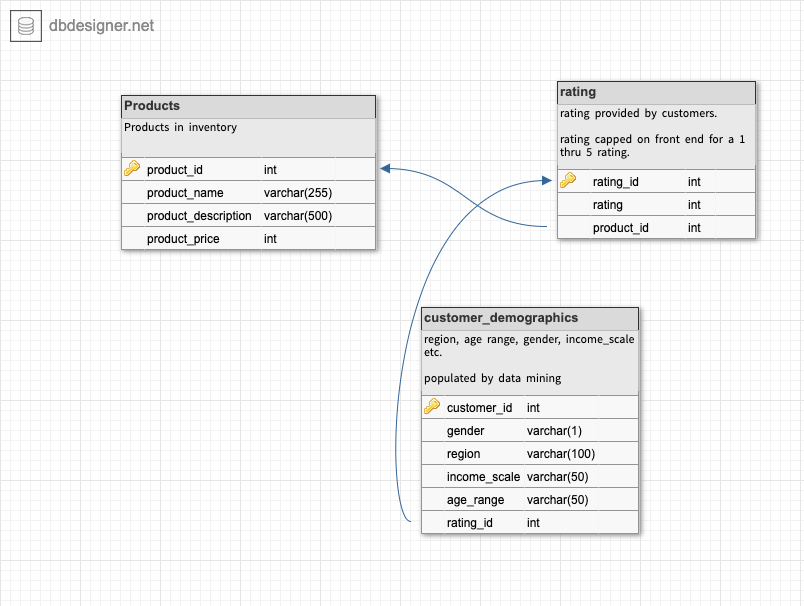 dbdesigner.net
Products
Products in inventory
product_id int
product_name varchar(255)
product_description varchar(500)
product_price int
rating
rating provided by customers.
rating capped on front end for a 1
thru 5 rating.
rating_id int
rating int
product_id int
customer_demographics
region, age range, gender, income_scale
etc.
populated by data mining
customer_id int
gender varchar(1)
region varchar(100)
income_scale varchar(50)
age_range varchar(50)
rating_id int